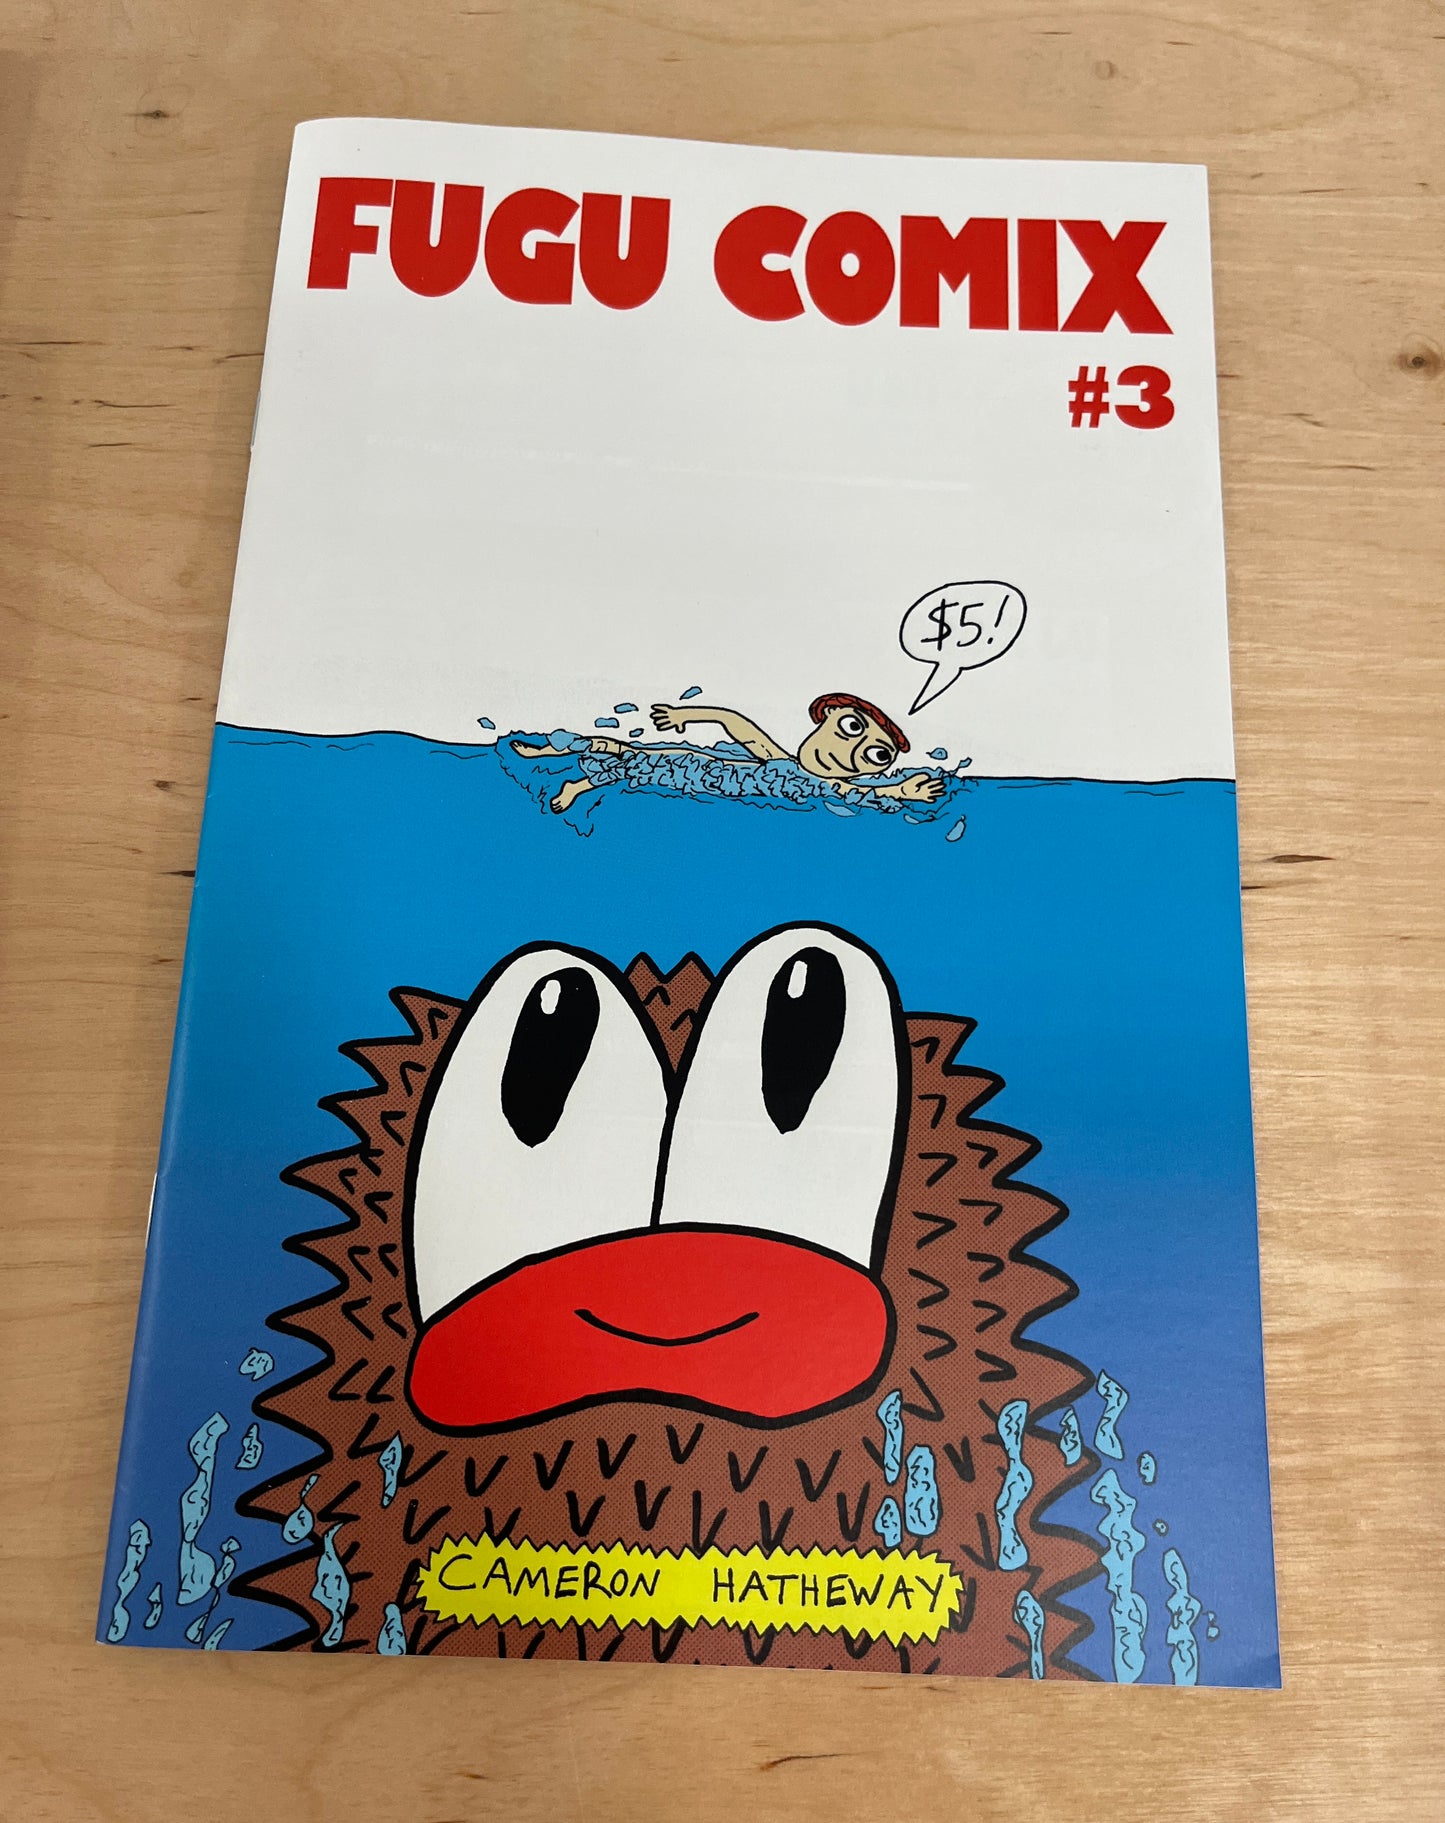 FUGU COMIX
#3
$5!
CAMERON HATHEWAY